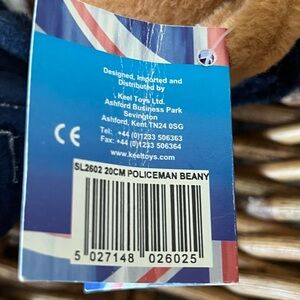 Designed, Imported and
Distributed by
Keel Toys Ltd.
Ashford Business Park
Sevington
Ashford, Kent.TN24 0SG
Tel: +44 (0)1233 506363
Fax: +44 (0)1233 506364
www.keeltoys.com
CE
SL2602 20CM POLICEMAN BEANY
5 027148 026025